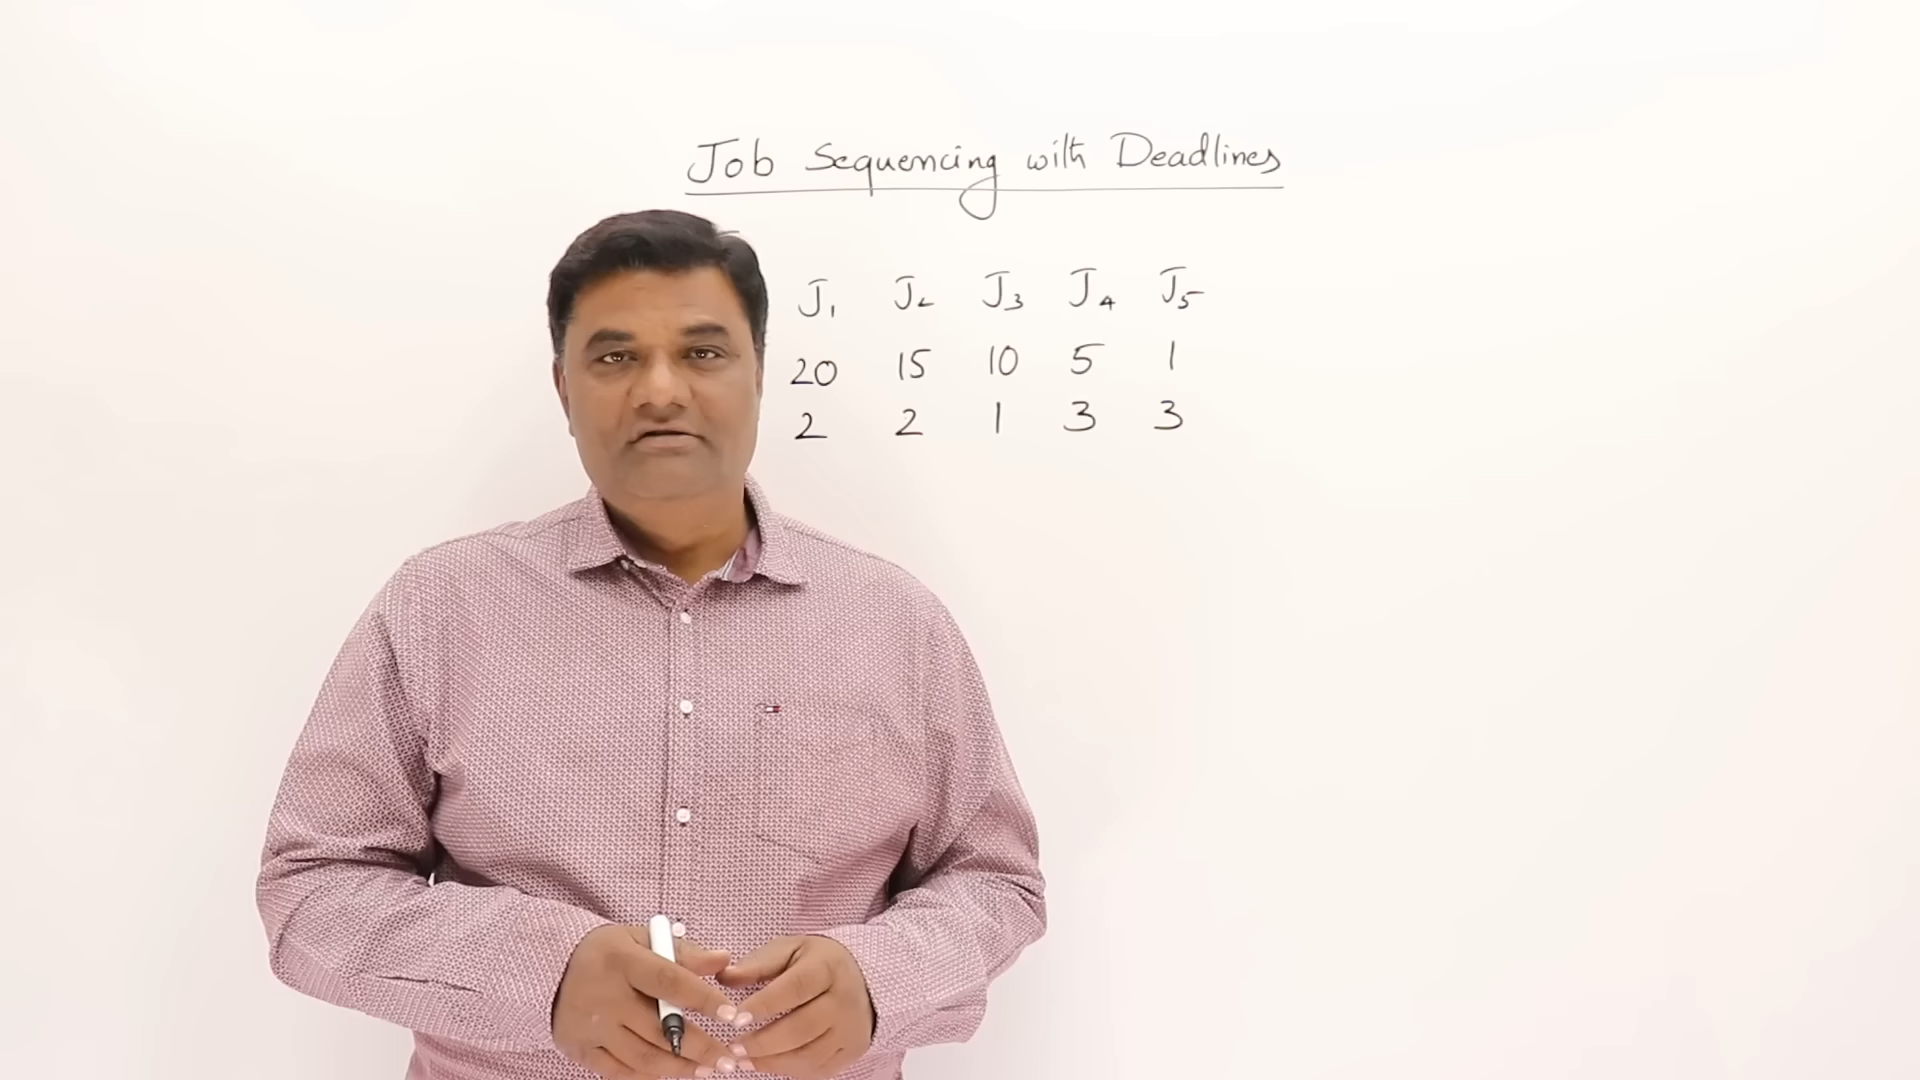 Job Sequencing with Deadlines
J1 J2 J3 J4 J5
20 15 10 5 1
2 2 1 3 3